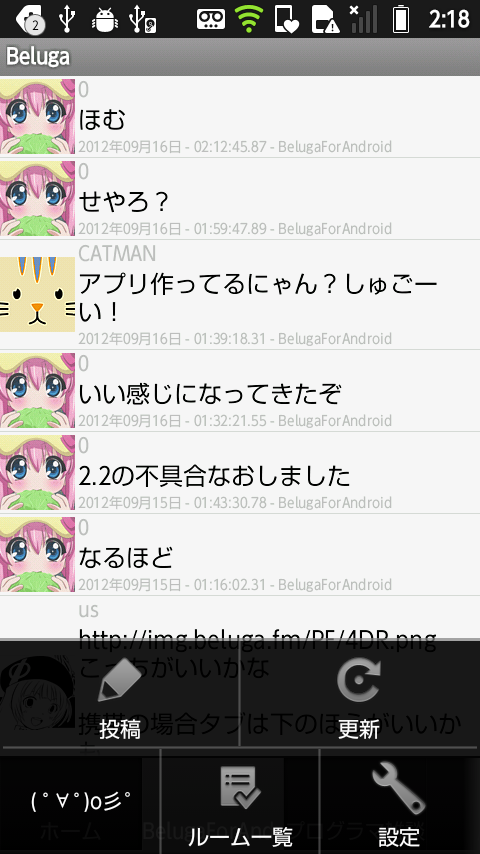 2
2:18
Beluga
0
ほむ
2012年09月16日 - 02:12:45.87 - BelugaForAndroid
0
せやろ？
2012年09月16日 - 01:59:47.89 - BelugaForAndroid
CATMAN
アプリ作ってるにゃん？しゅごー
い！
2012年09月16日 - 01:39:18.31 - BelugaForAndroid
0
いい感じになってきたぞ
2012年09月16日 - 01:32:21.55 - BelugaForAndroid
0
2.2の不具合なおしました
2012年09月15日 - 01:43:30.78 - BelugaForAndroid
0
なるほど
2012年09月15日 - 01:16:02.31 - BelugaForAndroid
us
http://img.beluga.fm/PF/4DR.png
こっちがいいかな
携帯の場合タブは下のほうがいいか
投稿
更新
( ﾟ∀ﾟ)o彡ﾟ
ルーム一覧
設定
ホーム